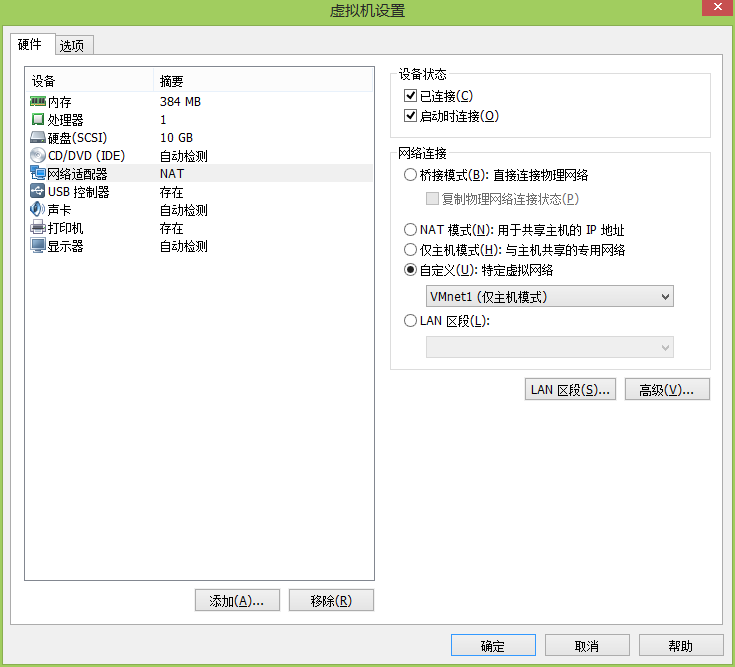 虚拟机设置
硬件 选项
设备 摘要
内存 384 MB
处理器 1
硬盘(SCSI) 10 GB
CD/DVD (IDE) 自动检测
网络适配器 NAT
USB 控制器 存在
声卡 自动检测
打印机 存在
显示器 自动检测
添加(A)... 移除(R)
设备状态
已连接(C)
启动时连接(O)
网络连接
桥接模式(B): 直接连接物理网络
复制物理网络连接状态(P)
NAT 模式(N): 用于共享主机的 IP 地址
仅主机模式(H): 与主机共享的专用网络
自定义(U): 特定虚拟网络
VMnet1 (仅主机模式)
LAN 区段(L):
LAN 区段(S)... 高级(V)...
确定 取消 帮助